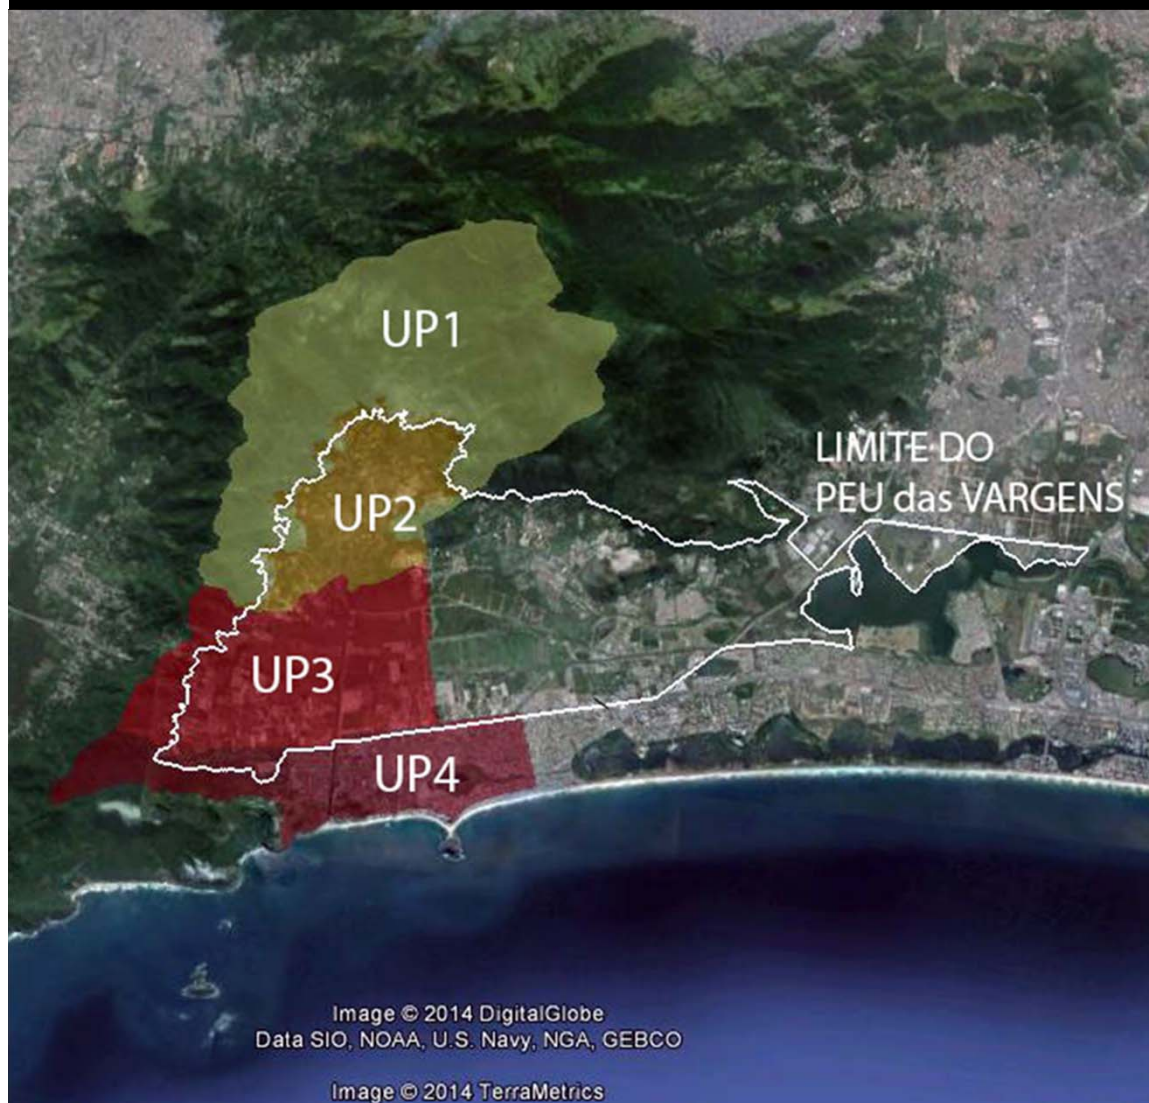 UP1
LIMITE DO
PEU das VARGENS
UP2
UP3
UP4
Image © 2014 DigitalGlobe
Data SIO, NOAA, U.S. Navy, NGA, GEBCO
Image © 2014 TerraMetrics